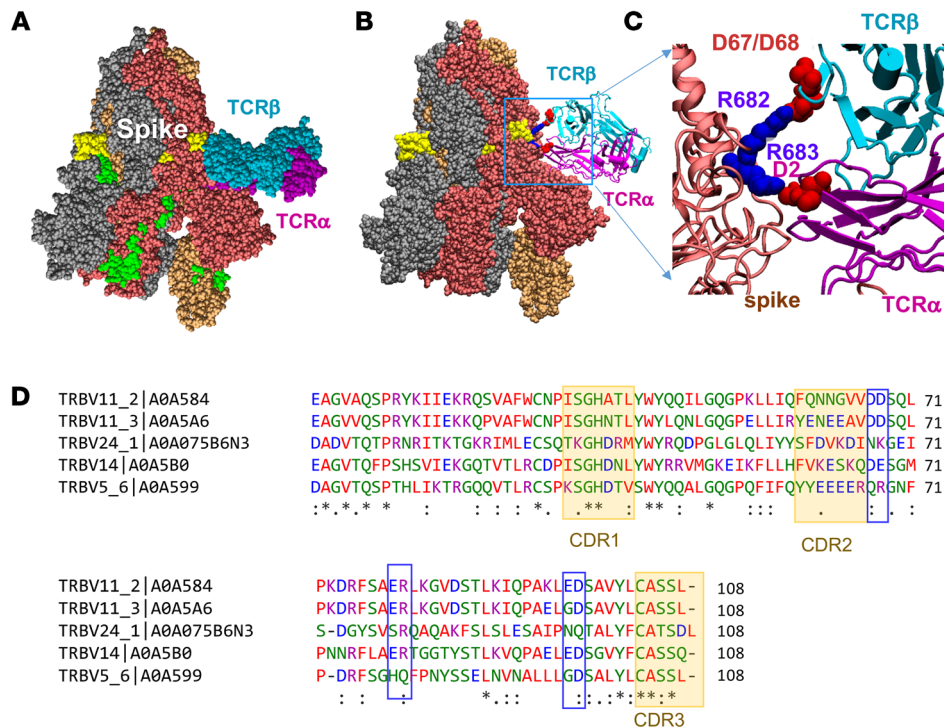 A
Spike
TCRβ
TCRα
B
TCRβ
TCRα
C
D67/D68
TCRβ
R682
R683
D2
spike
TCRα
D
TRBV11_2|A0A584 EAGVAQSPRYKIIEKRQSVAFWCNPISGHATLYWYQQILGQGPKLLIQFQNNGVVDDSQL 71
TRBV11_3|A0A5A6 EAGVVQSPRYKIIEKKQPVAFWCNPISGHNTLYWYLQNLGQGPELLIRYENEEAVDDSQL 71
TRBV24_1|A0A075B6N3 DADVTQTPRNRITKTGKRIMLECSQTKGHDRMYWYRQDPGLGLQLIYYSFDVKDINKGEI 71
TRBV14|A0A5B0 EAGVTQFPSHSVIEKGQTVTLRCDPISGHDNLYWYRRVMGKEIKFLLHFVKESKQDESGM 71
TRBV5_6|A0A599 DAGVTQSPTHLIKTRGQQVTLRCSPKSGHDTVSWYQQALGQGPQFIFQYYEEEERQRGNF 71
:*.*.* * : : : : *. .:** : ** : * ::: . : :
CDR1
CDR2
TRBV11_2|A0A584 PKDRFSAERLKGVDSTLKIQPAKLEDSAVYLCASSL- 108
TRBV11_3|A0A5A6 PKDRFSAERLKGVDSTLKIQPAELGDSAVYLCASSL- 108
TRBV24_1|A0A075B6N3 S-DGYSVSRQAQAKFSLSLESAIPNQTALYFCATSDL 108
TRBV14|A0A5B0 PNNRFLAERTGGTYSTLKVQPAELEDSGVYFCASSQ- 108
TRBV5_6|A0A599 P-DRFSGHQFPNYSSELNVNALLLGDSALYLCASSL- 108
: : : *.:: . ::.:*:**:*
CDR3